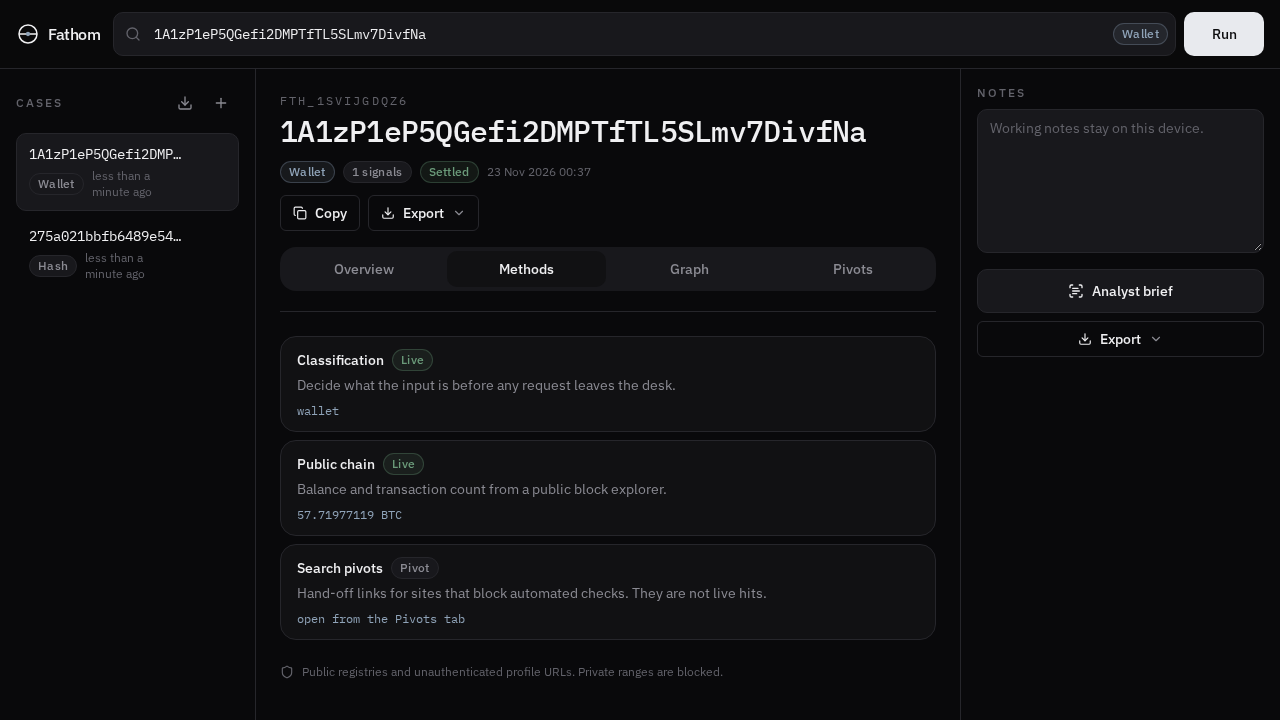 Fathom
1A1zP1eP5QGefi2DMPTfTL5SLmv7DivfNa
Wallet
Run
CASES
1A1zP1eP5QGefi2DMP…
Wallet
less than a
minute ago
275a021bbfb6489e54…
Hash
less than a
minute ago
FTH_1SVIJGDQZ6
1A1zP1eP5QGefi2DMPTfTL5SLmv7DivfNa
Wallet
1 signals
Settled
23 Nov 2026 00:37
Copy
Export
Overview
Methods
Graph
Pivots
Classification
Live
Decide what the input is before any request leaves the desk.
wallet
Public chain
Live
Balance and transaction count from a public block explorer.
57.71977119 BTC
Search pivots
Pivot
Hand-off links for sites that block automated checks. They are not live hits.
open from the Pivots tab
Public registries and unauthenticated profile URLs. Private ranges are blocked.
NOTES
Working notes stay on this device.
Analyst brief
Export